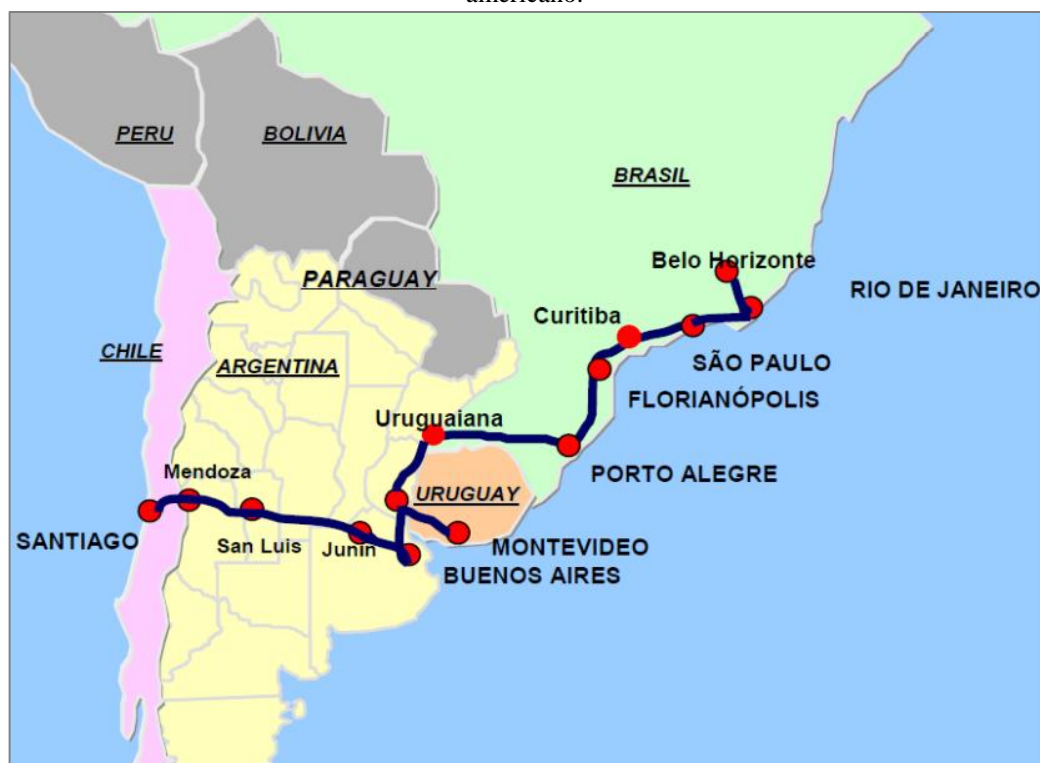 americano.
PERU
BOLIVIA
BRASIL
Belo Horizonte
PARAGUAY
RIO DE JANEIRO
Curitiba
CHILE
ARGENTINA
SÃO PAULO
FLORIANÓPOLIS
Uruguaiana
PORTO ALEGRE
Mendoza
URUGUAY
SANTIAGO
San Luis
Junin
MONTEVIDEO
BUENOS AIRES